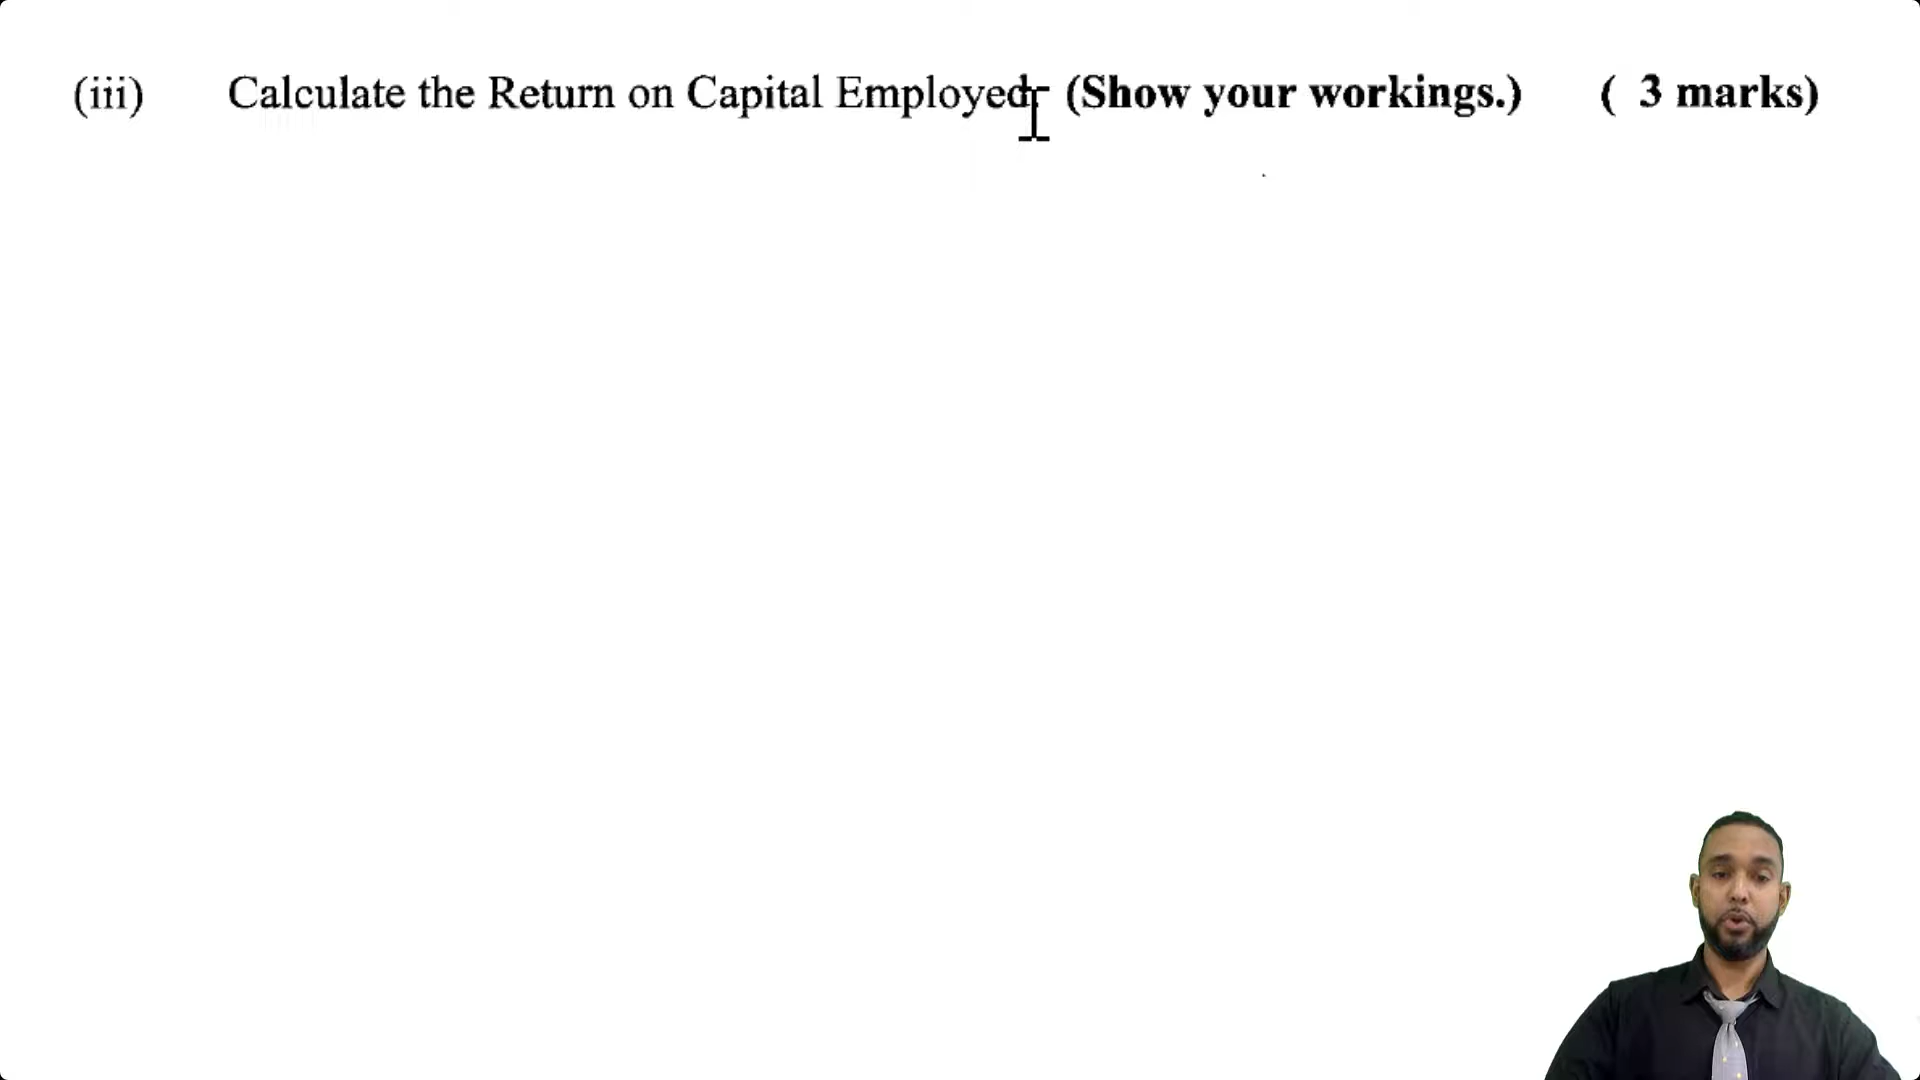 (iii) Calculate the Return on Capital Employed. (Show your workings.) ( 3 marks)